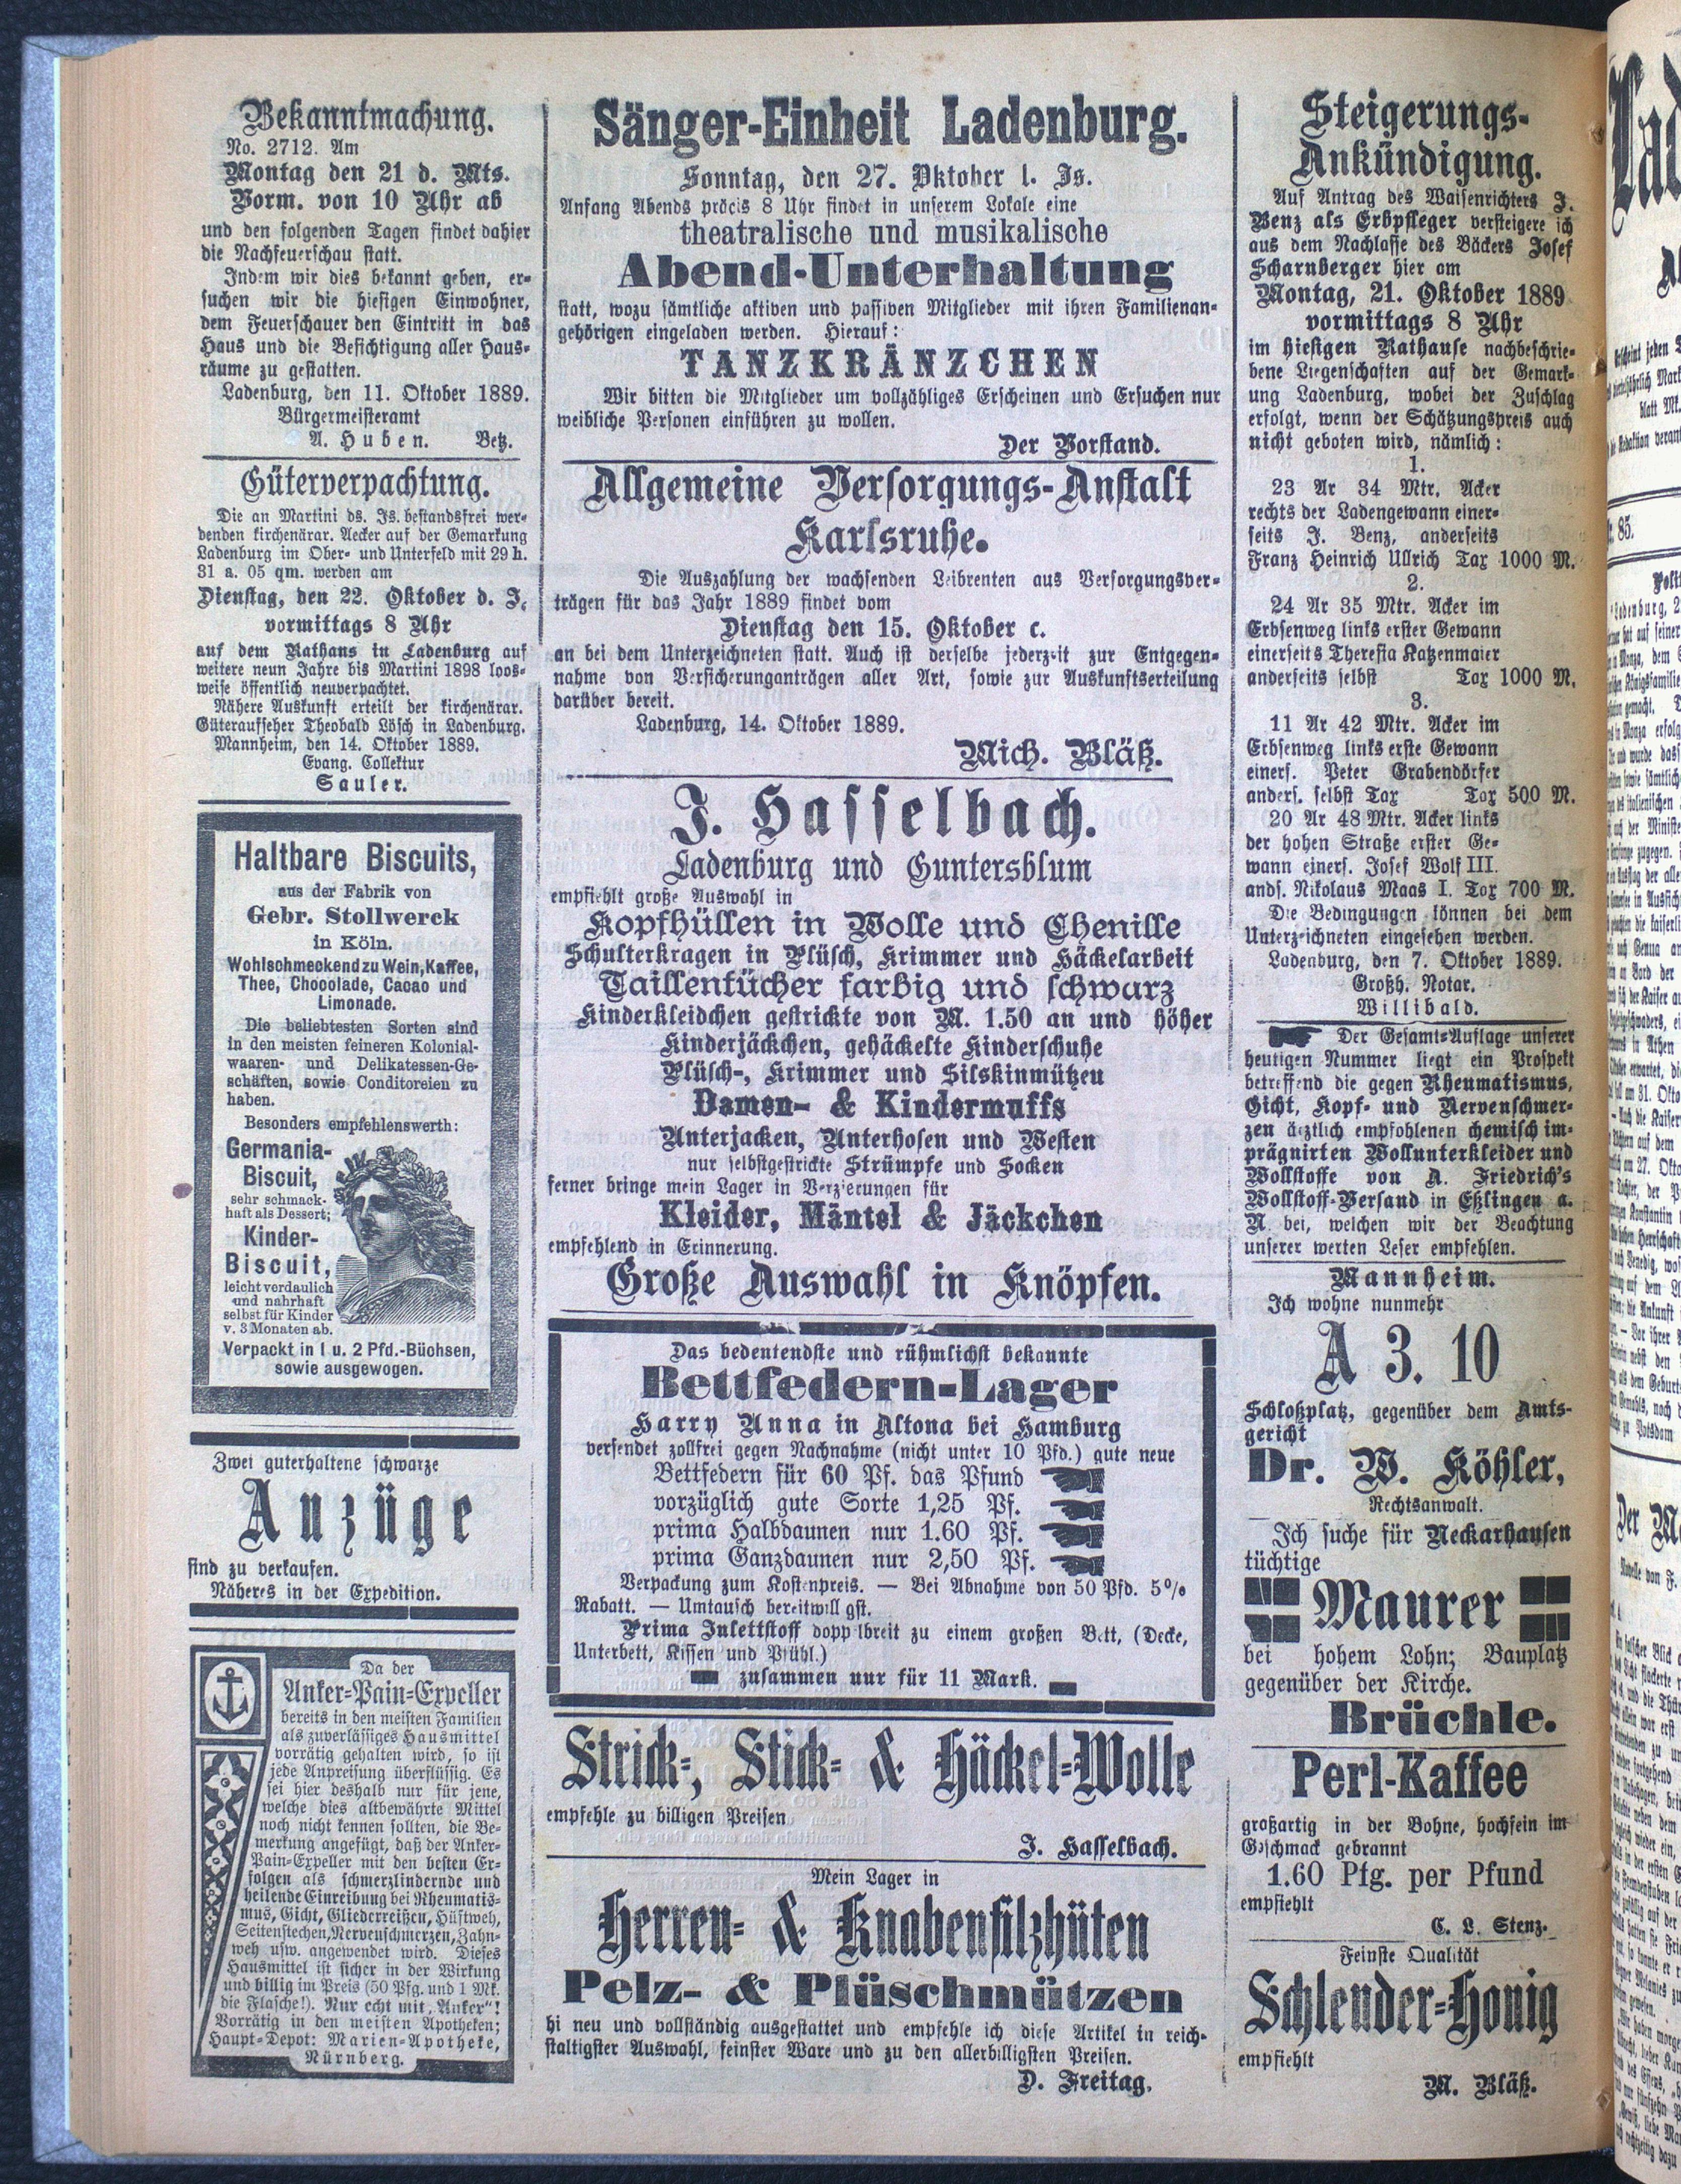 Bekanntmachung.
No. 2712. Am
Montag den 21 d. Mts.
Vorm. von 10 Uhr ab
und den folgenden Tagen findet dahier
die Nachfeuerschau statt.
Indem wir dies bekannt geben, er-
suchen wir die hiesigen Einwohner,
dem Feuerschauer den Eintritt in das
Haus und die Besichtigung aller Haus-
räume zu gestatten.
Ladenburg, den 11. Oktober 1889.
Bürgermeisteramt
A. Huben. Betz.
Güterverpachtung.
Die an Martini ds. Js. bestandsfrei wer-
denden kirchenärar. Aecker auf der Gemarkung
Ladenburg im Ober- und Unterfeld mit 29 h.
31 a. 05 qm. werden am
Dienstag, den 22. Oktober d. J.
vormittags 8 Uhr
auf dem Rathaus in Ladenburg auf
weitere neun Jahre bis Martini 1898 loos-
weise öffentlich neuverpachtet.
Nähere Auskunft erteilt der kirchenärar.
Güteraufseher Theobald Lösch in Ladenburg.
Mannheim, den 14. Oktober 1889.
Evang. Collektur
Sauler.
Haltbare Biscuits,
aus der Fabrik von
Gebr. Stollwerck
in Köln.
Wohlschmeckend zu Wein, Kaffee,
Thee, Chocolade, Cacao und
Limonade.
Die beliebtesten Sorten sind
in den meisten feineren Kolonial-
waaren- und Delikatessen-Ge-
schäften, sowie Conditoreien zu
haben.
Besonders empfehlenswerth:
Germania-
Biscuit,
sehr schmack-
haft als Dessert;
Kinder-
Biscuit,
leicht verdaulich
und nahrhaft
selbst für Kinder
v. 3 Monaten ab.
Verpackt in 1 u. 2 Pfd.-Büchsen,
sowie ausgewogen.
Zwei guterhaltene schwarze
Anzüge
sind zu verkaufen.
Näheres in der Expedition.
Da der
Anker-Pain-Expeller
bereits in den meisten Familien
als zuverlässiges Hausmittel
vorrätig gehalten wird, so ist
jede Anpreisung überflüssig. Es
sei hier deshalb nur für jene,
welche dies altbewährte Mittel
noch nicht kennen sollten, die Be-
merkung angefügt, daß der Anker-
Pain-Expeller mit den besten Er-
folgen als schmerzlindernde und
heilende Einreibung bei Rheumatis-
mus, Gicht, Gliederreißen, Hüftweh,
Seitenstechen, Nervenschmerzen, Zahn-
weh usw. angewendet wird. Dieses
Hausmittel ist sicher in der Wirkung
und billig im Preis (50 Pfg. und 1 Mk.
die Flasche!). Nur echt mit „Anker“!
Vorrätig in den meisten Apotheken;
Haupt-Depot: Marien-Apotheke,
Nürnberg.
Sänger-Einheit Ladenburg.
Sonntag, den 27. Oktober l. Js.
Anfang Abends präcis 8 Uhr findet in unserem Lokale eine
theatralische und musikalische
Abend-Unterhaltung
statt, wozu sämtliche aktiven und passiven Mitglieder mit ihren Familienan-
gehörigen eingeladen werden. Hierauf:
TANZKRÄNZCHEN
Wir bitten die Mitglieder um vollzähliges Erscheinen und Ersuchen nur
weibliche Personen einführen zu wollen.
Der Vorstand.
Allgemeine Versorgungs-Anstalt
Karlsruhe.
Die Auszahlung der wachsenden Leibrenten aus Versorgungsver-
trägen für das Jahr 1889 findet vom
Dienstag den 15. Oktober c.
an bei dem Unterzeichneten statt. Auch ist derselbe jederzeit zur Entgegen-
nahme von Versicherunganträgen aller Art, sowie zur Auskunftserteilung
darüber bereit.
Ladenburg, 14. Oktober 1889.
Mich. Bläß.
J. Hasselbach.
Ladenburg und Guntersblum
empfiehlt große Auswahl in
Kopfhüllen in Wolle und Chenille
Schulterkragen in Plüsch, Krimmer und Häckelarbeit
Taillentücher farbig und schwarz
Kinderkleidchen gestrickte von M. 1.50 an und höher
Kinderjäckchen, gehäckelte Kinderschuhe
Plüsch-, Krimmer und Silskinmützen
Damen- & Kindermuffs
Unterjacken, Unterhosen und Westen
nur selbstgestrickte Strümpfe und Socken
ferner bringe mein Lager in Verzierungen für
Kleider, Mäntel & Jäckchen
empfehlend in Erinnerung.
Große Auswahl in Knöpfen.
Das bedeutendste und rühmlichst bekannte
Bettfedern-Lager
Harry Unna in Altona bei Hamburg
versendet zollfrei gegen Nachnahme (nicht unter 10 Pfd.) gute neue
Bettfedern für 60 Pf. das Pfund
vorzüglich gute Sorte 1,25 Pf.
prima Halbdaunen nur 1.60 Pf.
prima Ganzdaunen nur 2,50 Pf.
Verpackung zum Kostenpreis. — Bei Abnahme von 50 Pfd. 5%
Rabatt. — Umtausch bereitwill gst.
Prima Inlettstoff dopp lbreit zu einem großen Bett, (Decke,
Unterbett, Kissen und Pfühl.)
zusammen nur für 11 Mark.
Strick-, Stick- & Häckel-Wolle
empfehle zu billigen Preisen
J. Hasselbach.
Mein Lager in
Herren- & Knabenfilzhüten
Pelz- & Plüschmützen
hi neu und vollständig ausgestattet und empfehle ich diese Artikel in reich-
staltigster Auswahl, feinster Ware und zu den allerbilligsten Preisen.
D. Freitag.
Steigerungs-
Ankündigung.
Auf Antrag des Waisenrichters J.
Benz als Erbpfleger versteigere ich
aus dem Nachlasse des Bäckers Josef
Scharnberger hier am
Montag, 21. Oktober 1889
vormittags 8 Uhr
im hiesigen Rathause nachbeschrie-
bene Liegenschaften auf der Gemark-
ung Ladenburg, wobei der Zuschlag
erfolgt, wenn der Schätzungspreis auch
nicht geboten wird, nämlich:
1.
23 Ar 34 Mtr. Acker
rechts der Ladengewann einer-
seits J. Benz, anderseits
Franz Heinrich Ullrich Tax 1000 M.
2.
24 Ar 35 Mtr. Acker im
Erbsenweg links erster Gewann
einerseits Theresia Katzenmaier
anderseits selbst Tax 1000 M.
3.
11 Ar 42 Mtr. Acker im
Erbsenweg links erste Gewann
einers. Peter Grabendörfer
anders. selbst Tax Tax 500 M.
20 Ar 48 Mtr. Acker links
der hohen Straße erster Ge-
wann einers. Josef Wolf III.
ands. Nikolaus Maas I. Tax 700 M.
Die Bedingungen können bei dem
Unterzeichneten eingesehen werden.
Ladenburg, den 7. Oktober 1889.
Großh. Notar.
Willibald.
Der Gesamt-Auflage unserer
heutigen Nummer liegt ein Prospekt
betreffend die gegen Rheumatismus,
Gicht, Kopf- und Nervenschmer-
zen ärztlich empfohlenen chemisch im-
prägnirten Wollunterkleider und
Wollstoffe von A. Friedrich's
Wollstoff-Versand in Eßlingen a.
N. bei, welchen wir der Beachtung
unserer werten Leser empfehlen.
Mannheim.
Ich wohne nunmehr
A 3. 10
Schloßplatz, gegenüber dem Amts-
gericht
Dr. W. Köhler,
Rechtsanwalt.
Ich suche für Neckarhausen
tüchtige
Maurer
bei hohem Lohn; Bauplatz
gegenüber der Kirche.
Brüchle.
Perl-Kaffee
großartig in der Bohne, hochfein im
Geschmack gebrannt
1.60 Pfg. per Pfund
empfiehlt
C. L. Stenz.
Feinste Qualität
Schleuder-Honig
empfiehlt
M. Bläß.